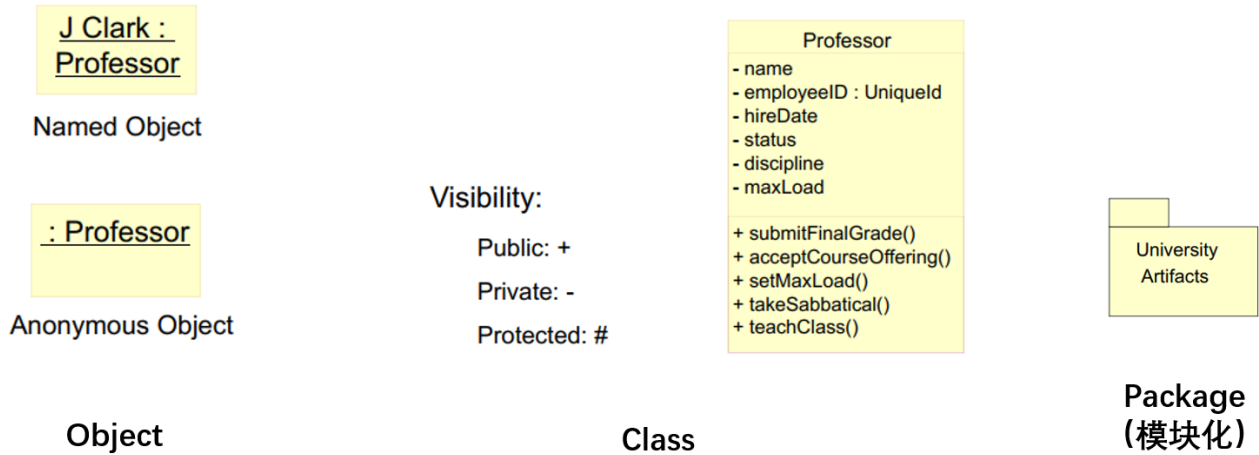 J Clark :
Professor
Named Object
: Professor
Anonymous Object
Object
Visibility:
Public: +
Private: -
Protected: #
Professor
- name
- employeeID : UniqueId
- hireDate
- status
- discipline
- maxLoad
+ submitFinalGrade()
+ acceptCourseOffering()
+ setMaxLoad()
+ takeSabbatical()
+ teachClass()
Class
University
Artifacts
Package
(模块化)